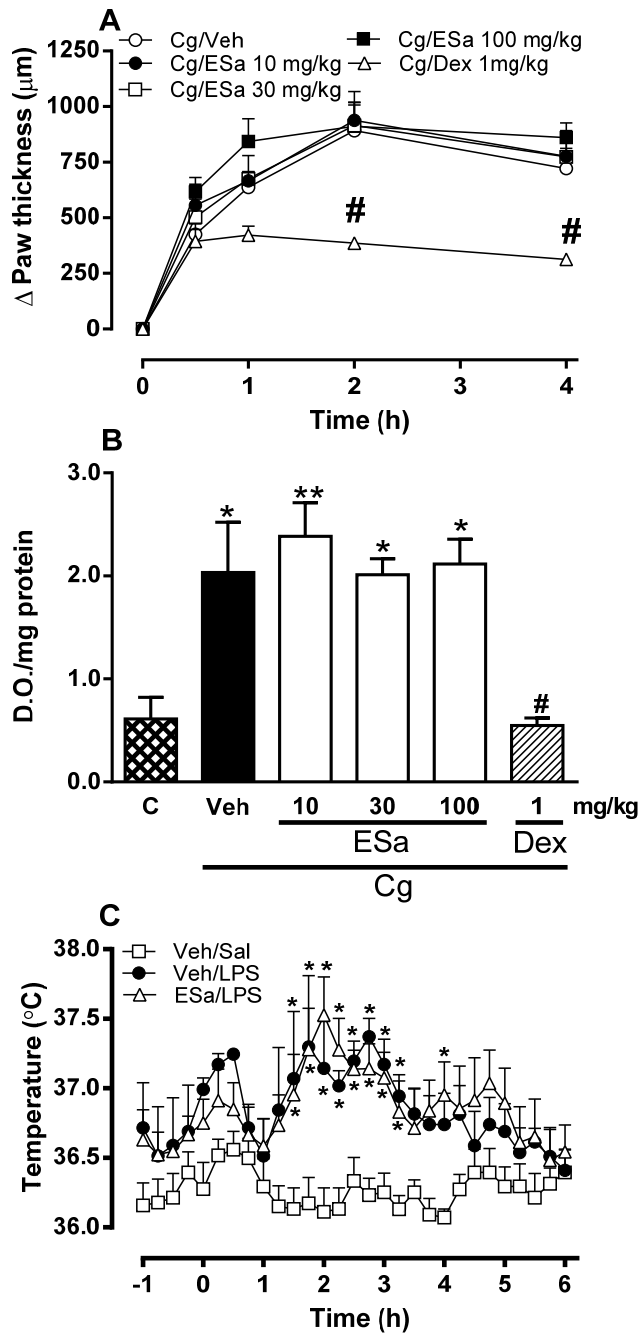 A
Cg/Veh
Cg/ESa 100 mg/kg
Cg/ESa 10 mg/kg
Cg/Dex 1mg/kg
Cg/ESa 30 mg/kg
Δ Paw thickness (μm)
1250
1000
750
500
250
0
#
#
0 1 2 3 4
Time (h)
B
D.O./mg protein
3.0
2.0
1.0
0.0
* ** * * #
C Veh 10 30 100 1 mg/kg
ESa Dex
Cg
C
Veh/Sal
Veh/LPS
ESa/LPS
Temperature (°C)
38.0
37.5
37.0
36.5
36.0
* * * * * * * * *
* * * * * * * *
-1 0 1 2 3 4 5 6
Time (h)